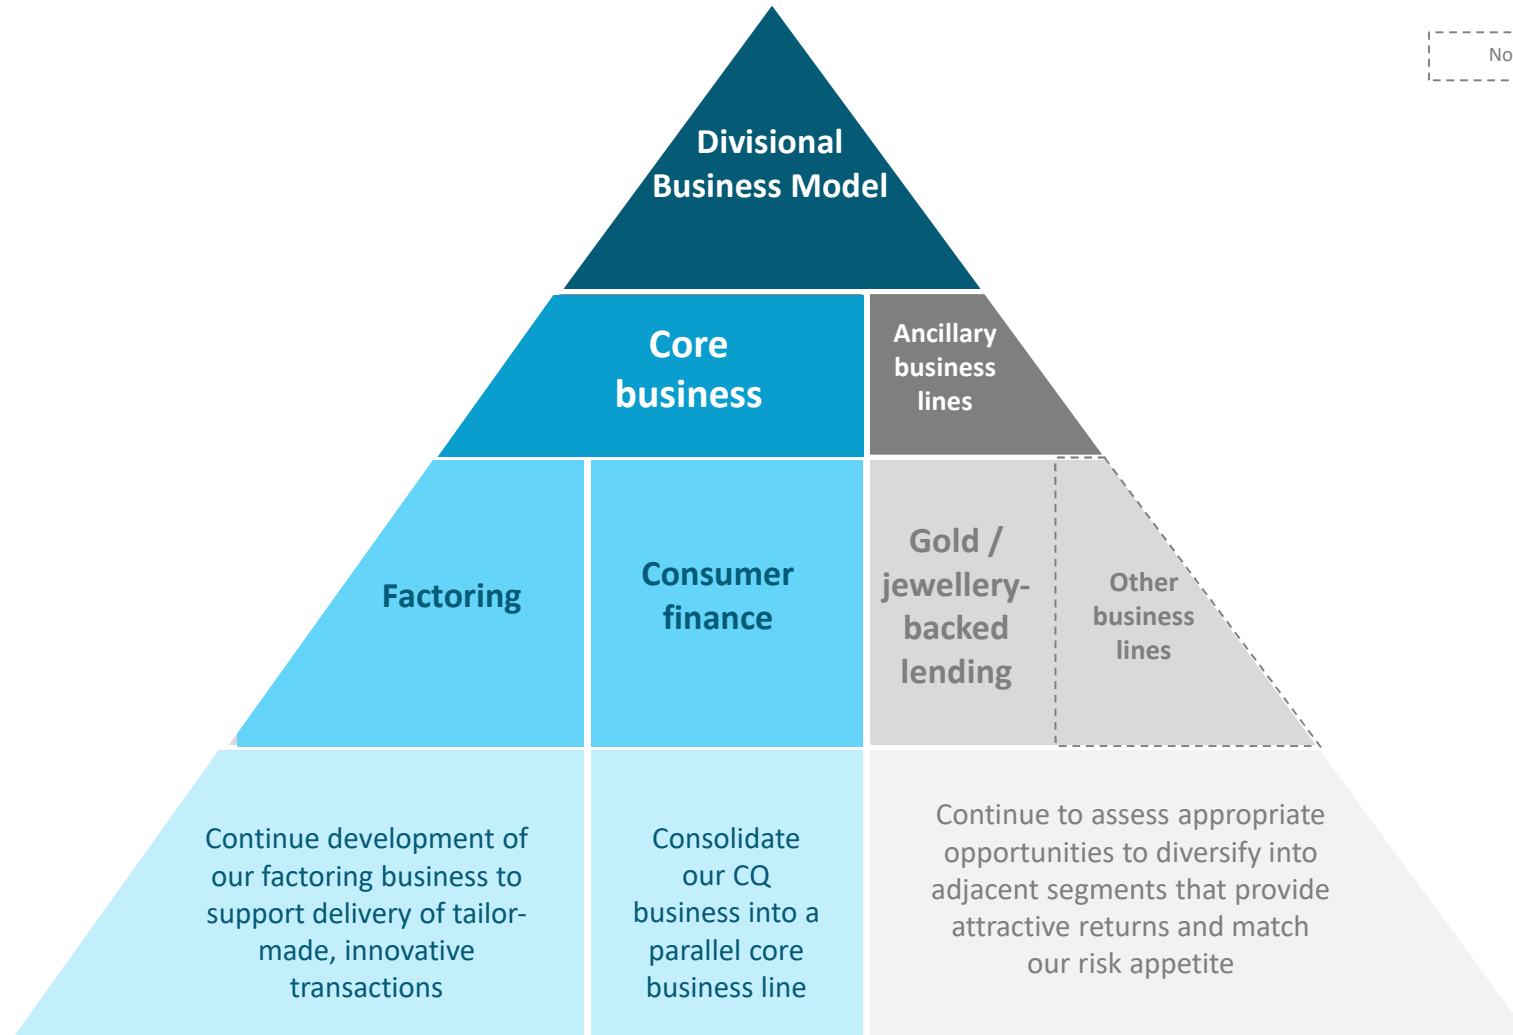 No
Divisional
Business Model
Core
business
Ancillary
business
lines
Factoring
Consumer
finance
Gold /
jewellery-
backed
lending
Other
business
lines
Continue development of
our factoring business to
support delivery of tailor-
made, innovative
transactions
Consolidate
our CQ
business into a
parallel core
business line
Continue to assess appropriate
opportunities to diversify into
adjacent segments that provide
attractive returns and match
our risk appetite